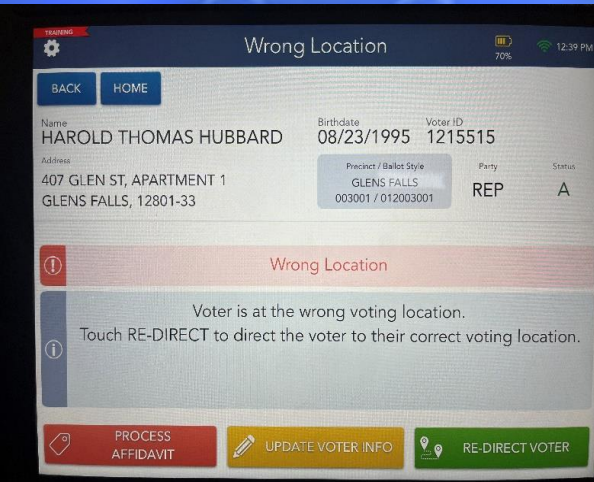 TRAINING
Wrong Location
70%
12:39 PM
BACK
HOME
Name
HAROLD THOMAS HUBBARD
Birthdate
08/23/1995
Voter ID
1215515
Address
407 GLEN ST, APARTMENT 1
GLENS FALLS, 12801-33
Precinct / Ballot Style
GLENS FALLS
003001 / 012003001
Party
REP
Status
A
Wrong Location
Voter is at the wrong voting location.
Touch RE-DIRECT to direct the voter to their correct voting location.
PROCESS
AFFIDAVIT
UPDATE VOTER INFO
RE-DIRECT VOTER